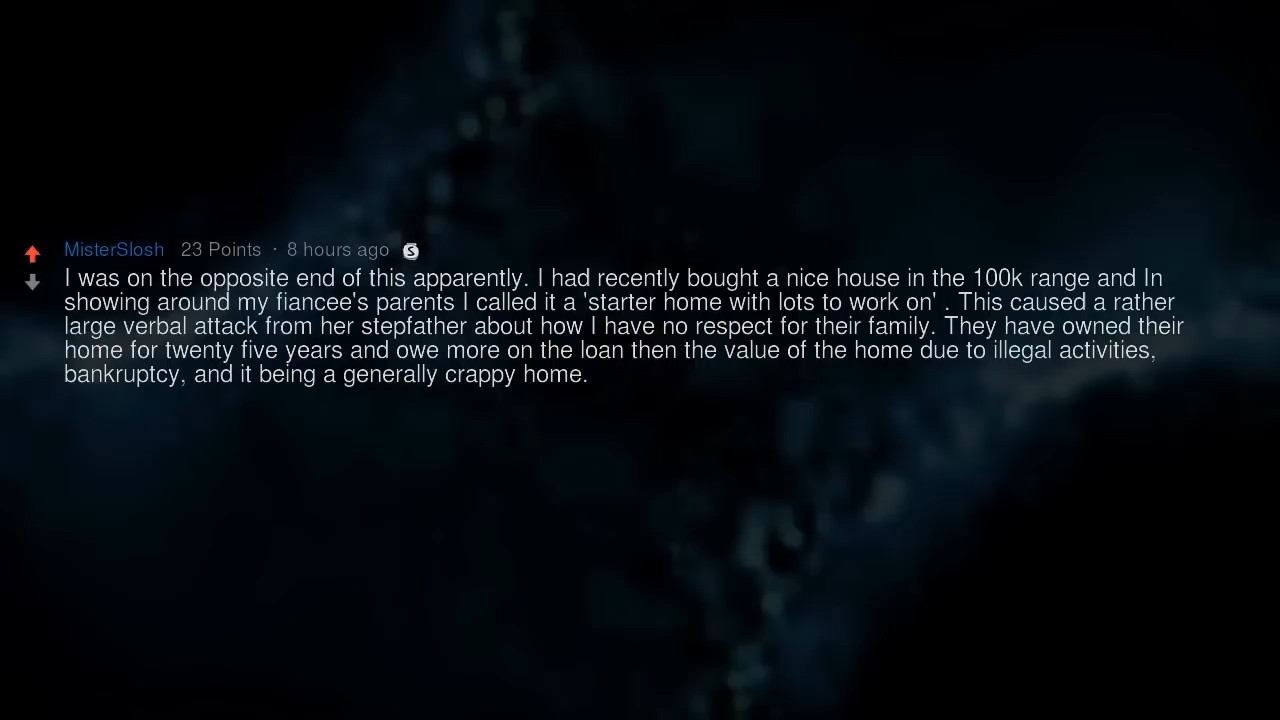 MisterSlosh 23 Points · 8 hours ago S
I was on the opposite end of this apparently. I had recently bought a nice house in the 100k range and In
showing around my fiancee's parents I called it a 'starter home with lots to work on' . This caused a rather
large verbal attack from her stepfather about how I have no respect for their family. They have owned their
home for twenty five years and owe more on the loan then the value of the home due to illegal activities,
bankruptcy, and it being a generally crappy home.